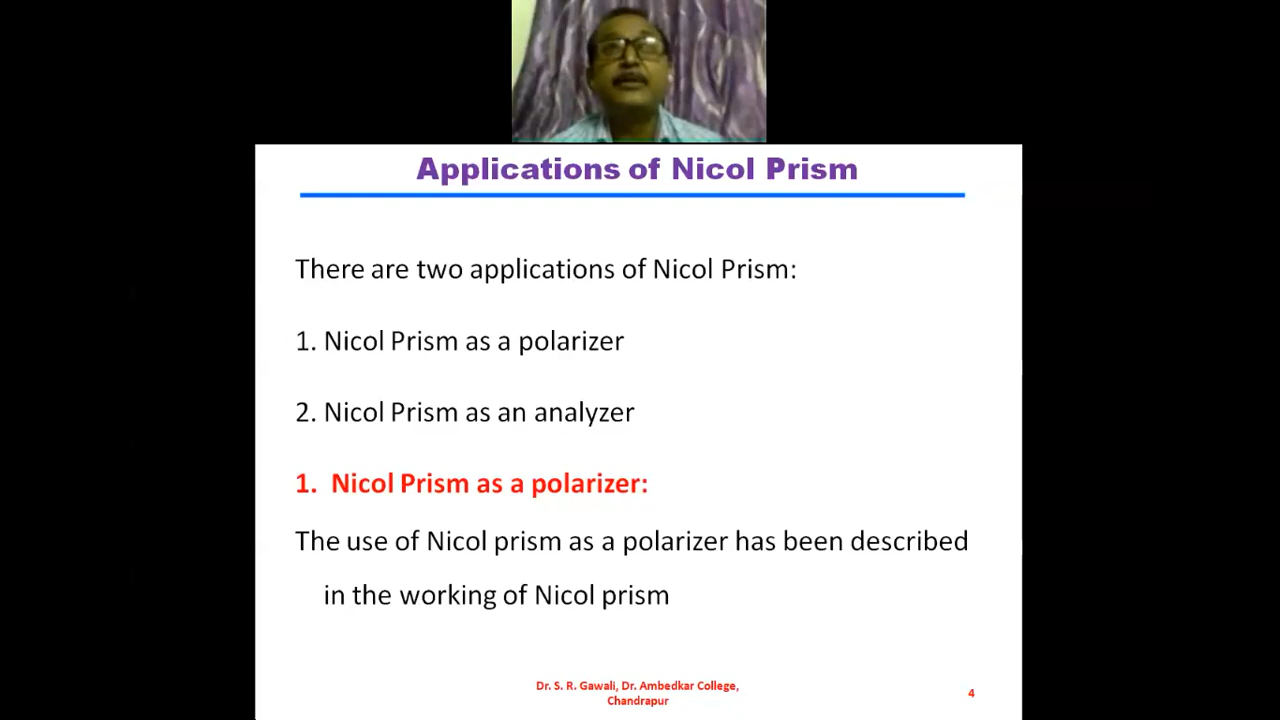 Applications of Nicol Prism
There are two applications of Nicol Prism:
1. Nicol Prism as a polarizer
2. Nicol Prism as an analyzer
1. Nicol Prism as a polarizer:
The use of Nicol prism as a polarizer has been described
in the working of Nicol prism
Dr. S. R. Gawali, Dr. Ambedkar College,
Chandrapur
4